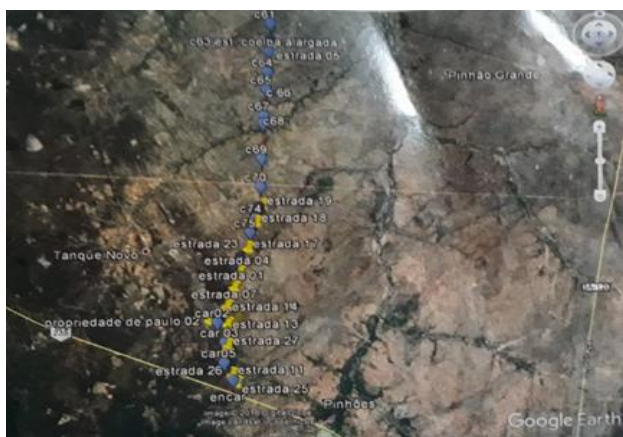 c61
c63 est. coelba alargada
estrada 05
c64
Pinhão Grande
c65
c 66
c67
c68
c69
c70
estrada 19
c74
estrada 18
c75
estrada 23
estrada 17
Tanque Novo
estrada 04
estrada 01
estrada 07
estrada 14
car02
propriedade de paulo 02
estrada 13
car 03
estrada 27
car05
estrada 26
estrada 11
estrada 25
encar
Pinhões
Google Earth